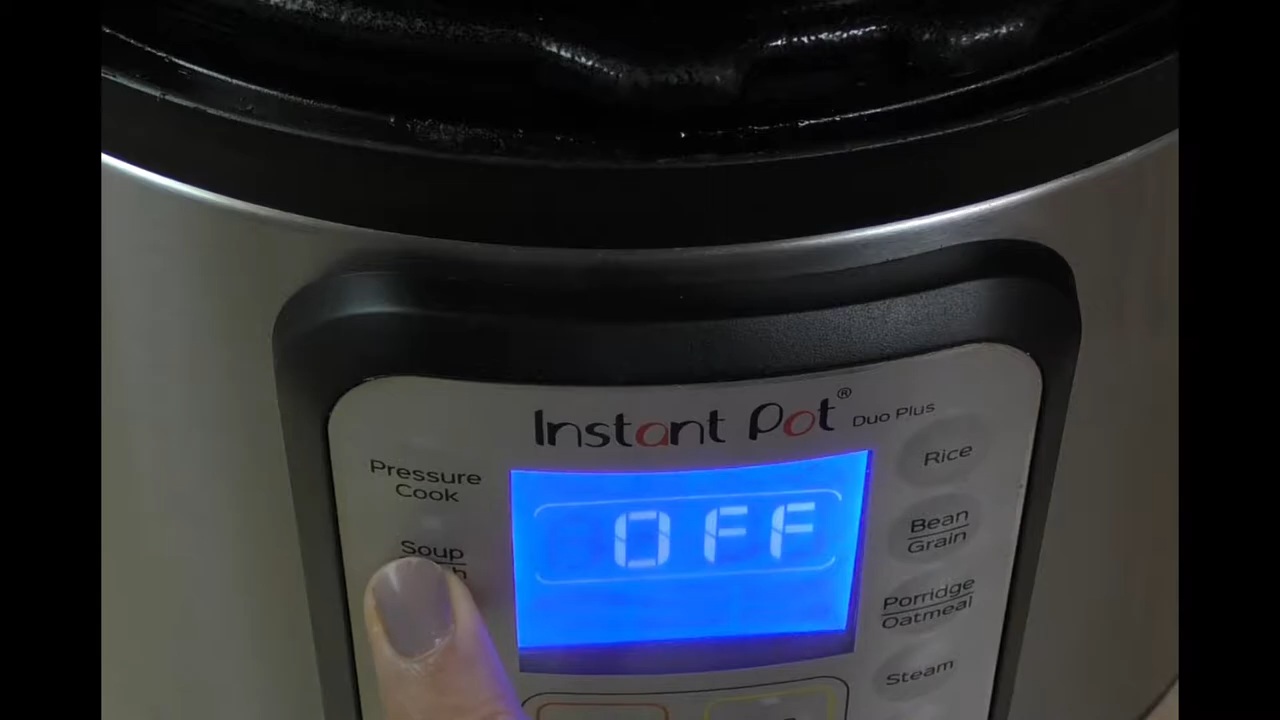 Instant Pot® Duo Plus
Pressure
Cook
Soup
OFF
Rice
Bean
Grain
Porridge
Oatmeal
Steam